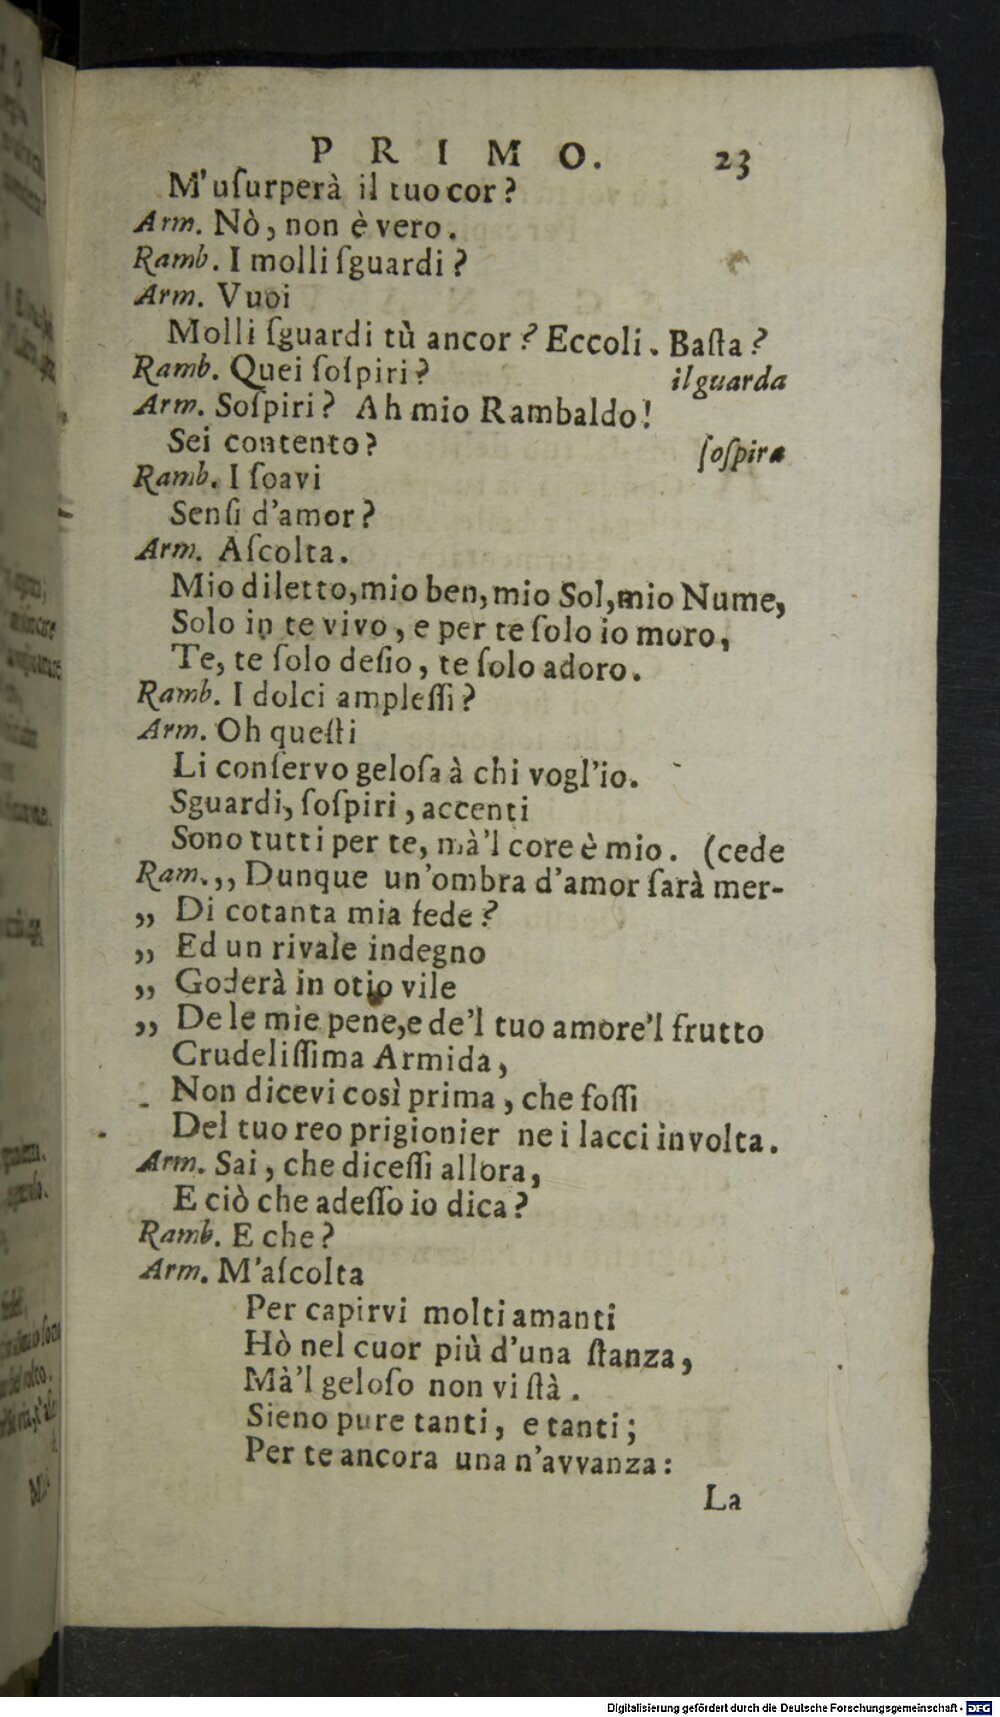 PRIMO. 23
M'uſurperà il tuo cor?
Arm. Nò, non è vero.
Ramb. I molli ſguardi?
Arm. Vuoi
Molli ſguardi tù ancor? Eccoli. Baſta?
Ramb. Quei ſoſpiri? il guarda
Arm. Soſpiri? Ah mio Rambaldo!
Sei contento? ſoſpira
Ramb. I ſoavi
Senſi d'amor?
Arm. Aſcolta.
Mio diletto, mio ben, mio Sol, mio Nume,
Solo in te vivo, e per te ſolo io moro,
Te, te ſolo deſio, te ſolo adoro.
Ramb. I dolci ampleſſi?
Arm. Oh queſti
Li conſervo geloſa à chi vogl'io.
Sguardi, ſoſpiri, accenti
Sono tutti per te, mà'l core è mio. (cede
Ram. ,, Dunque un'ombra d'amor ſarà mer-
,, Di cotanta mia fede?
,, Ed un rivale indegno
,, Goderà in otio vile
,, De le mie pene, e de'l tuo amore'l frutto
Crudeliſſima Armida,
Non dicevi così prima, che foſſi
Del tuo reo prigionier ne i lacci involta.
Arm. Sai, che diceſſi allora,
E ciò che adeſſo io dica?
Ramb. E che?
Arm. M'aſcolta
Per capirvi molti amanti
Hò nel cuor più d'una ſtanza,
Mà'l geloſo non vi ſtà.
Sieno pure tanti, e tanti;
Per te ancora una n'avvanza:
La
Digitalisierung gefördert durch die Deutsche Forschungsgemeinschaft - DFG